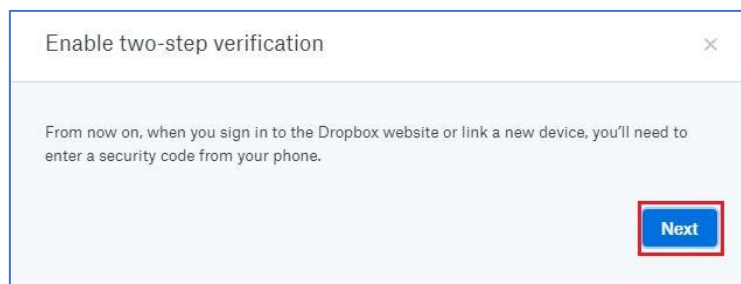 Enable two-step verification
From now on, when you sign in to the Dropbox website or link a new device, you’ll need to
enter a security code from your phone.
Next